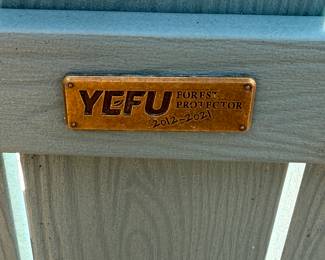 YEFU FOREST
PROTECTOR
2012-2021